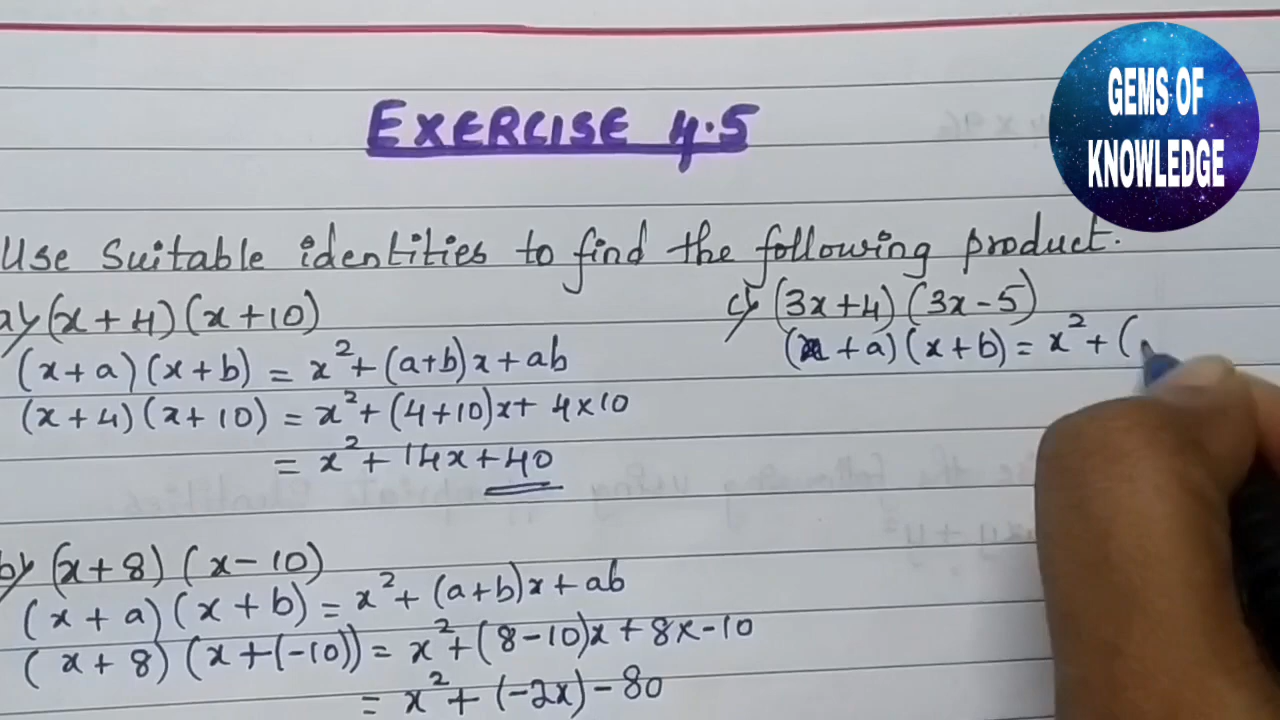 GEMS OF
KNOWLEDGE
EXERCISE 4.5
Use Suitable identities to find the following product.
a) (x+4)(x+10)
(x+a)(x+b) = x²+(a+b)x+ab
(x+4)(x+10) = x²+(4+10)x+ 4×10
= x²+14x+40
b) (x+8)(x-10)
(x+a)(x+b) = x²+(a+b)x+ab
(x+8)(x+(-10)) = x²+(8-10)x+8x-10
= x²+(-2x)-80
c) (3x+4)(3x-5)
(x+a)(x+b) = x²+(